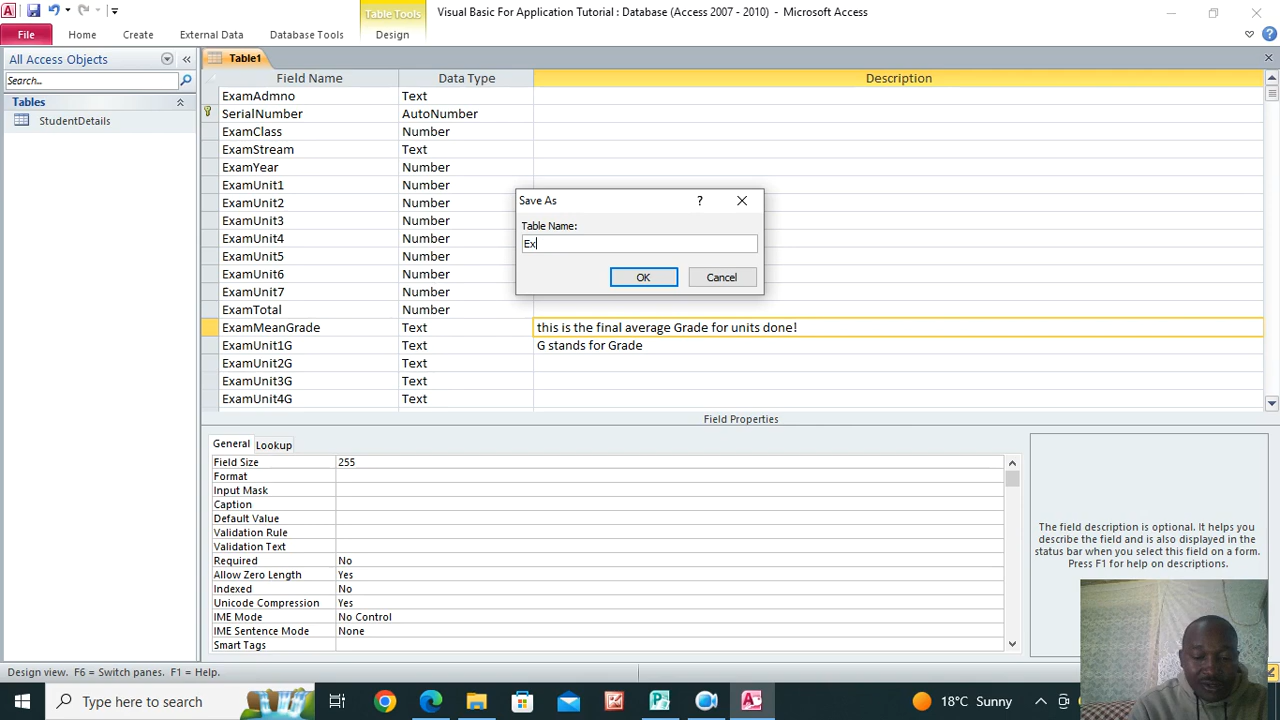 Visual Basic For Application Tutorial : Database (Access 2007 - 2010) - Microsoft Access
Table Tools
File Home Create External Data Database Tools Design
All Access Objects
Search...
Tables
StudentDetails
Table1
Field Name Data Type Description
ExamAdmno Text
SerialNumber AutoNumber
ExamClass Number
ExamStream Text
ExamYear Number
ExamUnit1 Number
ExamUnit2 Number
ExamUnit3 Number
ExamUnit4 Number
ExamUnit5 Number
ExamUnit6 Number
ExamUnit7 Number
ExamTotal Number
ExamMeanGrade Text this is the final average Grade for units done!
ExamUnit1G Text G stands for Grade
ExamUnit2G Text
ExamUnit3G Text
ExamUnit4G Text
Save As
Table Name:
Ex
OK Cancel
Field Properties
General Lookup
Field Size 255
Format
Input Mask
Caption
Default Value
Validation Rule
Validation Text
Required No
Allow Zero Length Yes
Indexed No
Unicode Compression Yes
IME Mode No Control
IME Sentence Mode None
Smart Tags
The field description is optional. It helps you
describe the field and is also displayed in the
status bar when you select this field on a form.
Press F1 for help on descriptions.
Design view. F6 = Switch panes. F1 = Help.
Type here to search
18°C Sunny